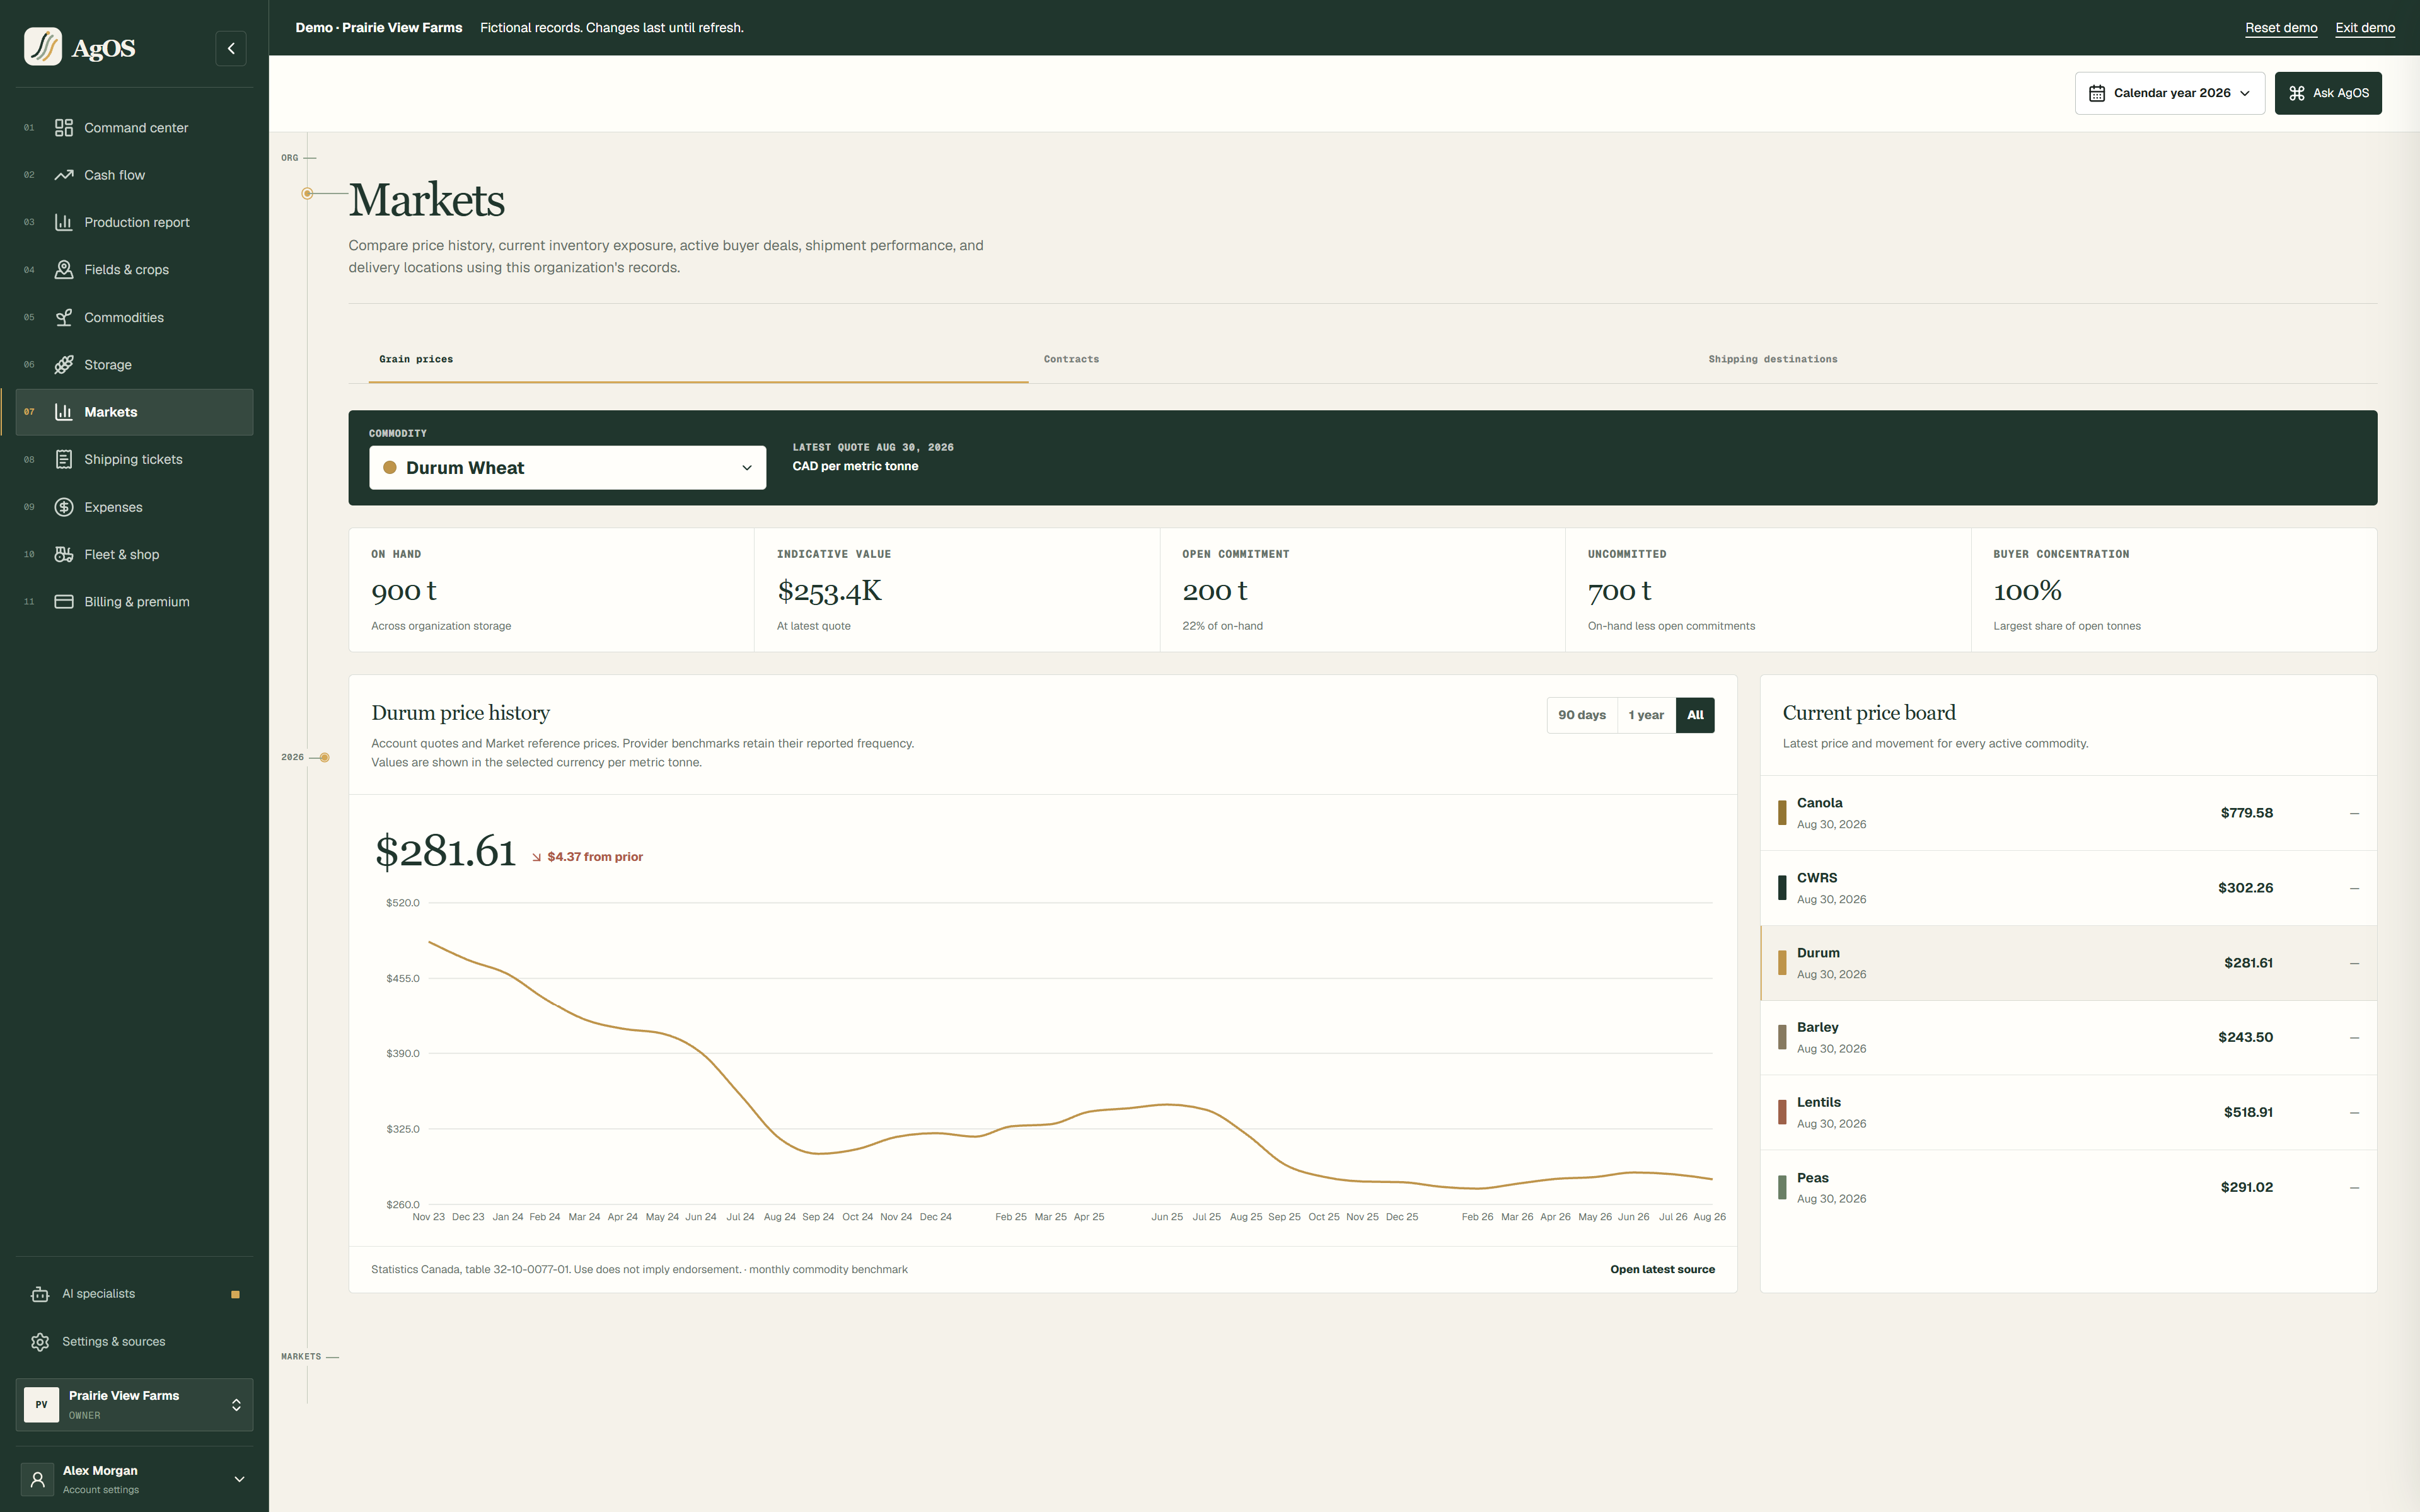 AgOS
Demo · Prairie View Farms Fictional records. Changes last until refresh.
Reset demo Exit demo
Calendar year 2026
Ask AgOS
01 Command center
02 Cash flow
03 Production report
04 Fields & crops
05 Commodities
06 Storage
07 Markets
08 Shipping tickets
09 Expenses
10 Fleet & shop
11 Billing & premium
AI specialists
Settings & sources
PV Prairie View Farms
OWNER
Alex Morgan
Account settings
ORG
2026
MARKETS
Markets
Compare price history, current inventory exposure, active buyer deals, shipment performance, and
delivery locations using this organization's records.
Grain prices Contracts Shipping destinations
COMMODITY
Durum Wheat
LATEST QUOTE AUG 30, 2026
CAD per metric tonne
ON HAND
900 t
Across organization storage
INDICATIVE VALUE
$253.4K
At latest quote
OPEN COMMITMENT
200 t
22% of on-hand
UNCOMMITTED
700 t
On-hand less open commitments
BUYER CONCENTRATION
100%
Largest share of open tonnes
Durum price history
Account quotes and Market reference prices. Provider benchmarks retain their reported frequency.
Values are shown in the selected currency per metric tonne.
90 days 1 year All
$281.61 ↘ $4.37 from prior
$520.0
$455.0
$390.0
$325.0
$260.0
Nov 23 Dec 23 Jan 24 Feb 24 Mar 24 Apr 24 May 24 Jun 24 Jul 24 Aug 24 Sep 24 Oct 24 Nov 24 Dec 24 Feb 25 Mar 25 Apr 25 Jun 25 Jul 25 Aug 25 Sep 25 Oct 25 Nov 25 Dec 25 Feb 26 Mar 26 Apr 26 May 26 Jun 26 Jul 26 Aug 26
Statistics Canada, table 32-10-0077-01. Use does not imply endorsement. · monthly commodity benchmark
Open latest source
Current price board
Latest price and movement for every active commodity.
Canola $779.58 —
Aug 30, 2026
CWRS $302.26 —
Aug 30, 2026
Durum $281.61 —
Aug 30, 2026
Barley $243.50 —
Aug 30, 2026
Lentils $518.91 —
Aug 30, 2026
Peas $291.02 —
Aug 30, 2026